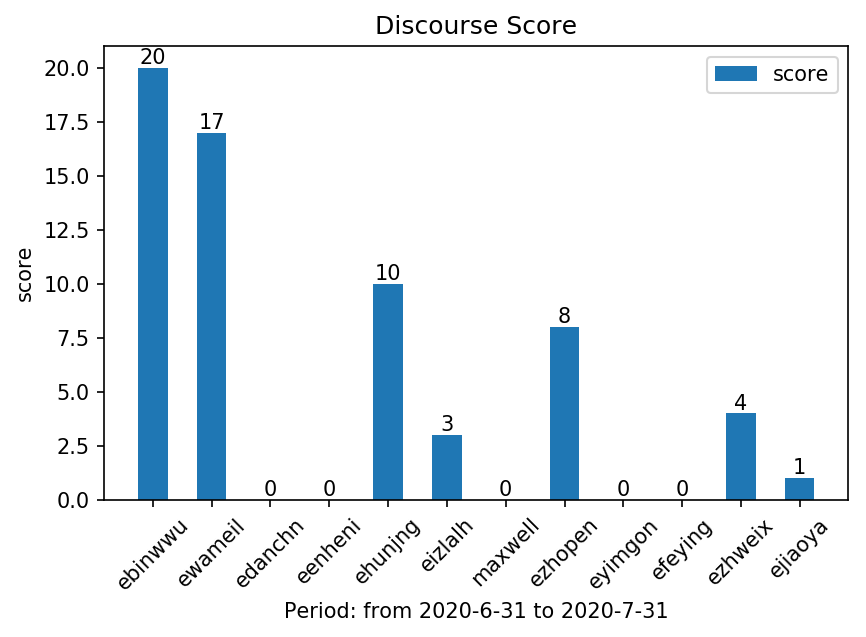 Discourse Score
score
20
17
0
0
10
3
0
8
0
0
4
1
20.0
17.5
15.0
12.5
10.0
7.5
5.0
2.5
0.0
score
ebinwwu
ewameil
edanchn
eenheni
ehunjng
eizlalh
maxwell
ezhopen
eyimgon
efeying
ezhweix
ejiaoya
Period: from 2020-6-31 to 2020-7-31